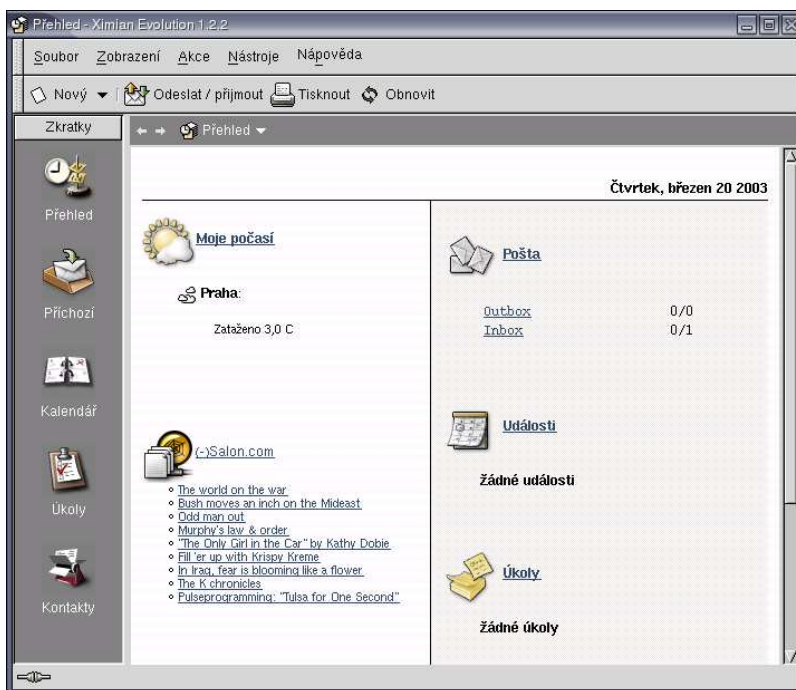 Přehled - Ximian Evolution 1.2.2
Soubor Zobrazení Akce Nástroje Nápověda
Nový Odeslat / přijmout Tisknout Obnovit
Zkratky
Přehled
Příchozí
Kalendář
Úkoly
Kontakty
Přehled
Čtvrtek, březen 20 2003
Moje počasí
Praha:
Zataženo 3,0 C
(-)Salon.com
The world on the war
Bush moves an inch on the Mideast
Odd man out
Murphy's law & order
"The Only Girl in the Car" by Kathy Dobie
Fill 'er up with Krispy Kreme
In Iraq, fear is blooming like a flower
The K chronicles
Pulseprogramming: "Tulsa for One Second"
Pošta
Outbox 0/0
Inbox 0/1
Události
žádné události
Úkoly
žádné úkoly